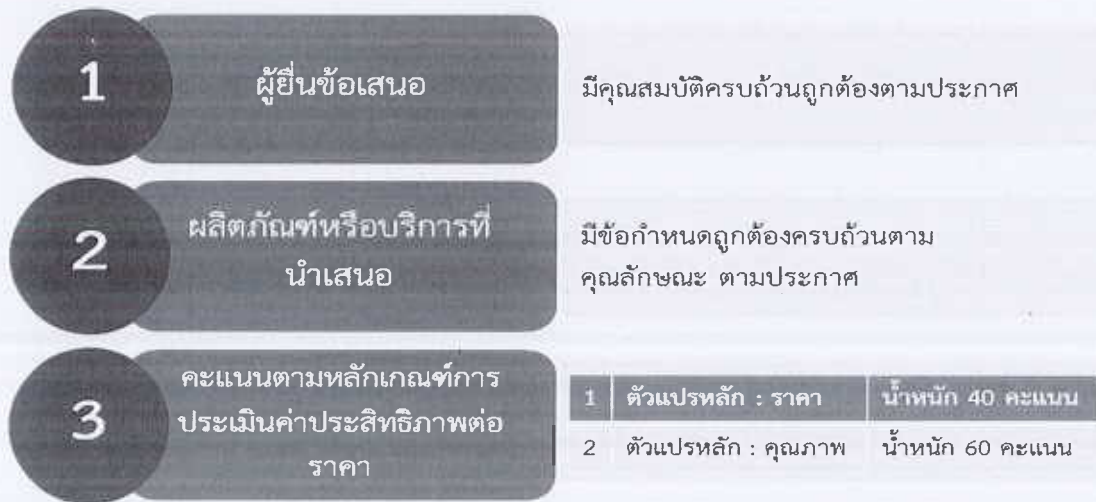 1
ผู้ยื่นข้อเสนอ
มีคุณสมบัติครบถ้วนถูกต้องตามประกาศ
2
ผลิตภัณฑ์หรือบริการที่
นำเสนอ
มีข้อกำหนดถูกต้องครบถ้วนตาม
คุณลักษณะ ตามประกาศ
3
คะแนนตามหลักเกณฑ์การ
ประเมินค่าประสิทธิภาพต่อ
ราคา
1 ตัวแปรหลัก : ราคา น้ำหนัก 40 คะแนน
2 ตัวแปรหลัก : คุณภาพ น้ำหนัก 60 คะแนน